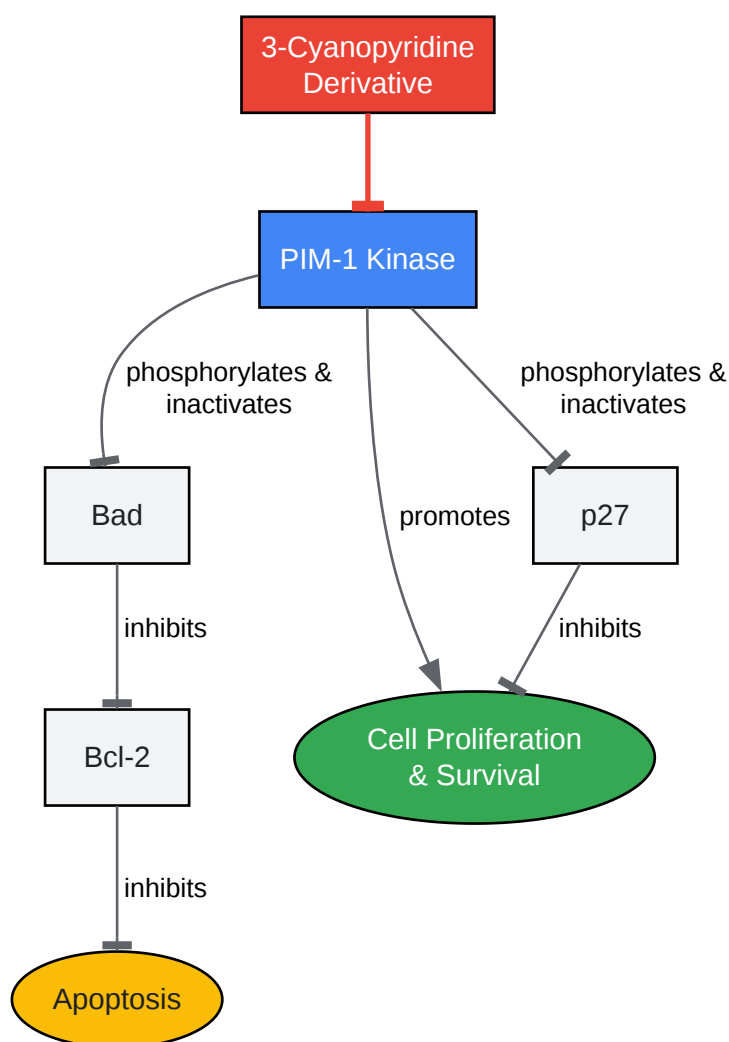 3-Cyanopyridine
Derivative
PIM-1 Kinase
phosphorylates &
inactivates
phosphorylates &
inactivates
Bad
promotes
p27
inhibits
inhibits
Bcl-2
Cell Proliferation
& Survival
inhibits
Apoptosis